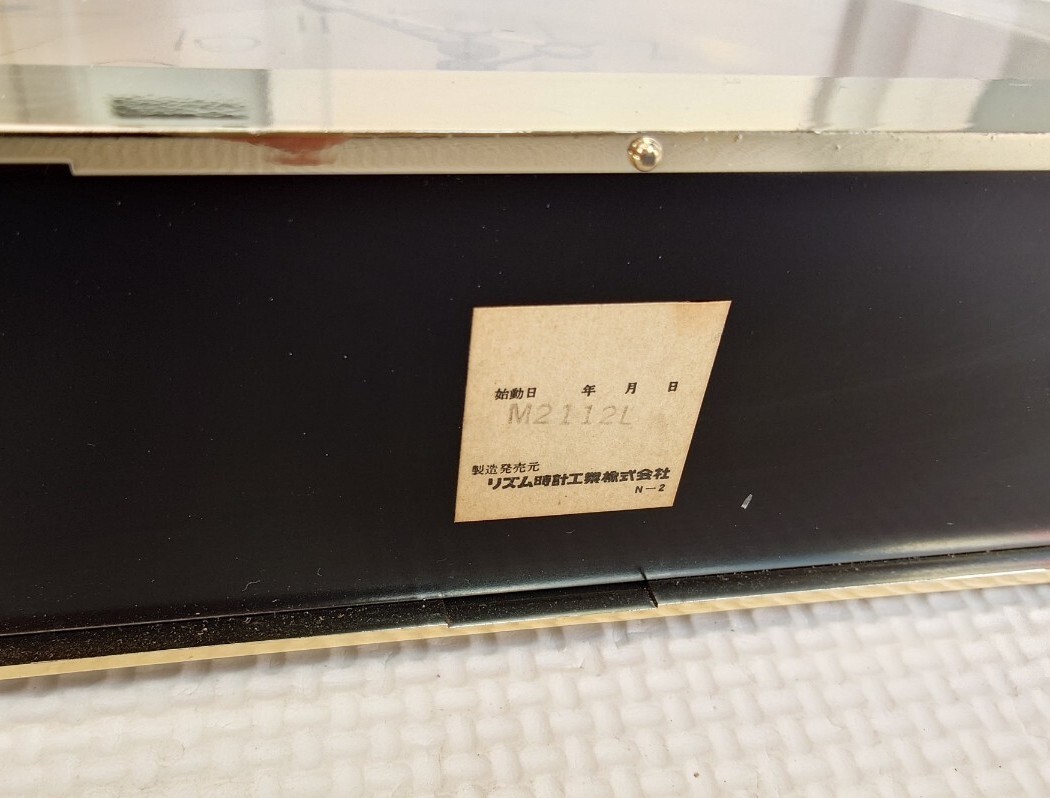 始動日 年 月 日
M2112L
製造発売元
リズム時計工業株式会社
N-2